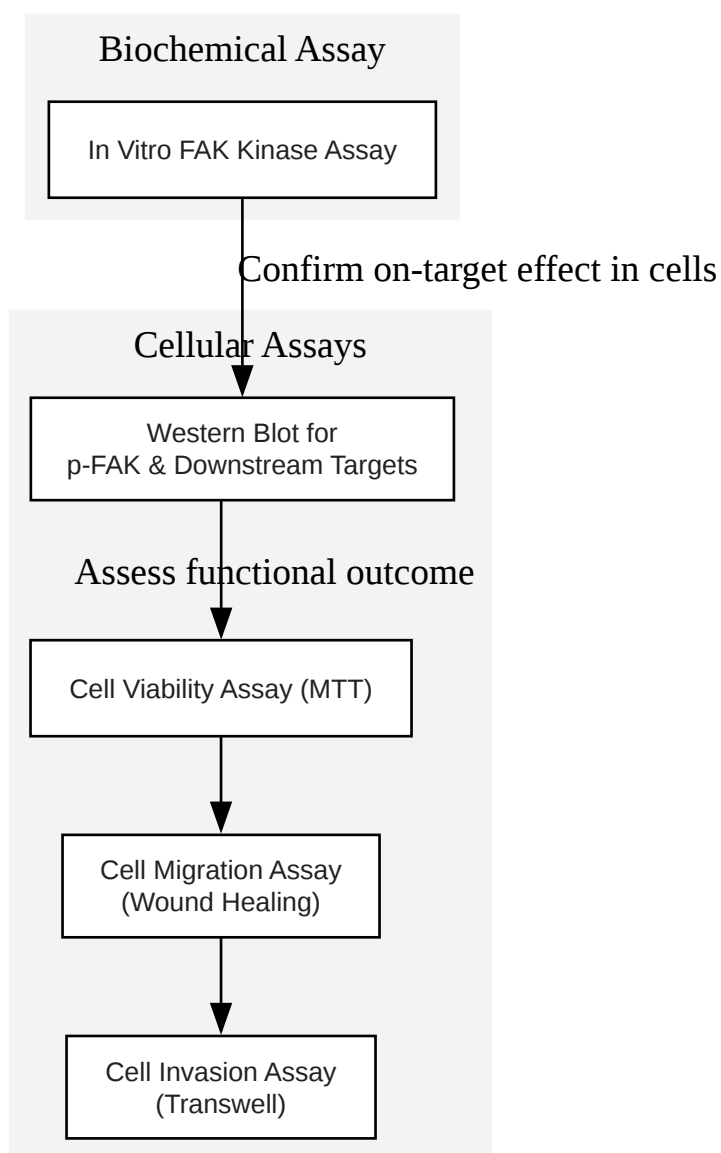 Biochemical Assay
In Vitro FAK Kinase Assay
Confirm on-target effect in cells
Cellular Assays
Western Blot for
p-FAK & Downstream Targets
Assess functional outcome
Cell Viability Assay (MTT)
Cell Migration Assay
(Wound Healing)
Cell Invasion Assay
(Transwell)